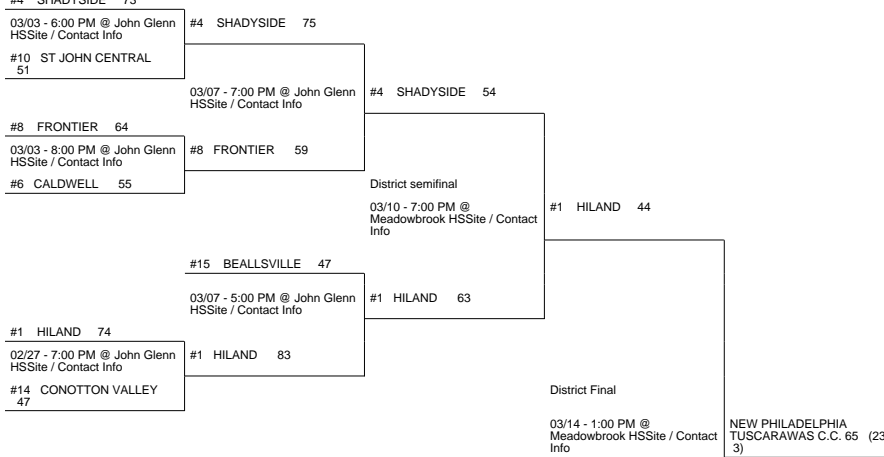 #4 SHADYSIDE 73
03/03 - 6:00 PM @ John Glenn
HSSite / Contact Info
#4 SHADYSIDE 75
#10 ST JOHN CENTRAL
51
03/07 - 7:00 PM @ John Glenn
HSSite / Contact Info
#4 SHADYSIDE 54
#8 FRONTIER 64
03/03 - 8:00 PM @ John Glenn
HSSite / Contact Info
#8 FRONTIER 59
#6 CALDWELL 55
District semifinal
03/10 - 7:00 PM @
Meadowbrook HSSite / Contact
Info
#1 HILAND 44
#15 BEALLSVILLE 47
03/07 - 5:00 PM @ John Glenn
HSSite / Contact Info
#1 HILAND 63
#1 HILAND 74
02/27 - 7:00 PM @ John Glenn
HSSite / Contact Info
#1 HILAND 83
#14 CONOTTON VALLEY
47
District Final
03/14 - 1:00 PM @
Meadowbrook HSSite / Contact
Info
NEW PHILADELPHIA
TUSCARAWAS C.C. 65 (23
3)